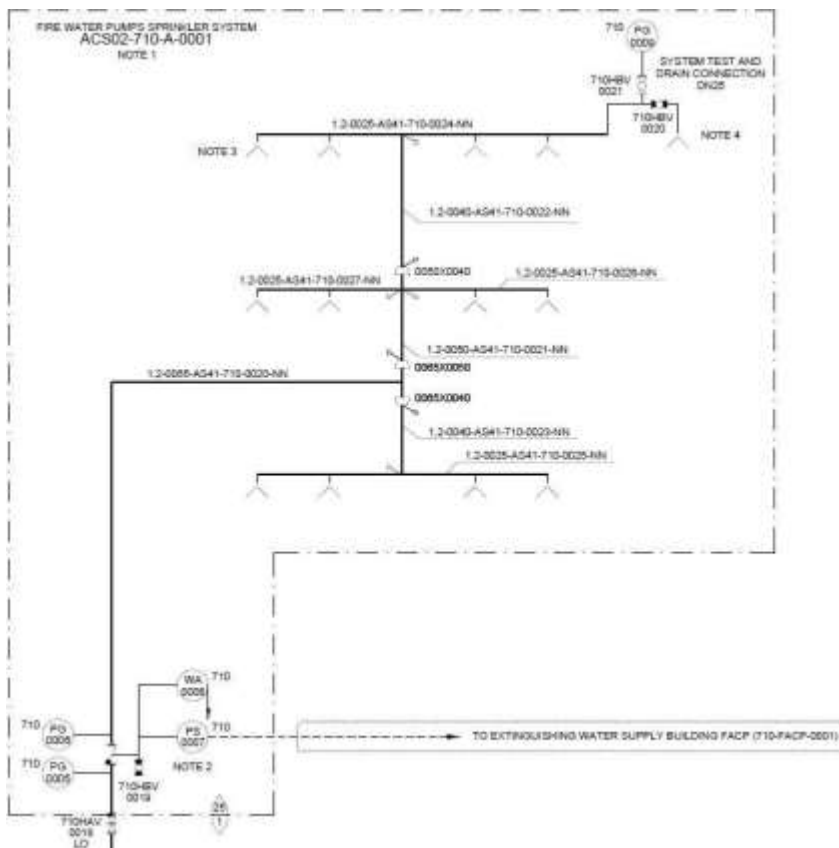 FIRE WATER PUMPS SPRINKLER SYSTEM
ACS02-710-A-0001
NOTE 1
710
PG
0009
SYSTEM TEST AND
DRAIN CONNECTION
DN25
710HBV
0021
710HBV
0020
NOTE 4
1.2-0025-AS41-710-0024-NN
NOTE 3
1.2-0040-AS41-710-0022-NN
0050X0040
1.2-0025-AS41-710-0027-NN
1.2-0025-AS41-710-0026-NN
1.2-0050-AS41-710-0021-NN
0065X0050
1.2-0065-AS41-710-0020-NN
0065X0040
1.2-0040-AS41-710-0023-NN
1.2-0025-AS41-710-0025-NN
WA
0008
710
710
PG
0006
PS
0007
710
TO EXTINGUISHING WATER SUPPLY BUILDING FACP (710-FACP-0001)
710
PG
0005
NOTE 2
710HBV
0019
1
710HAV
0018
LO